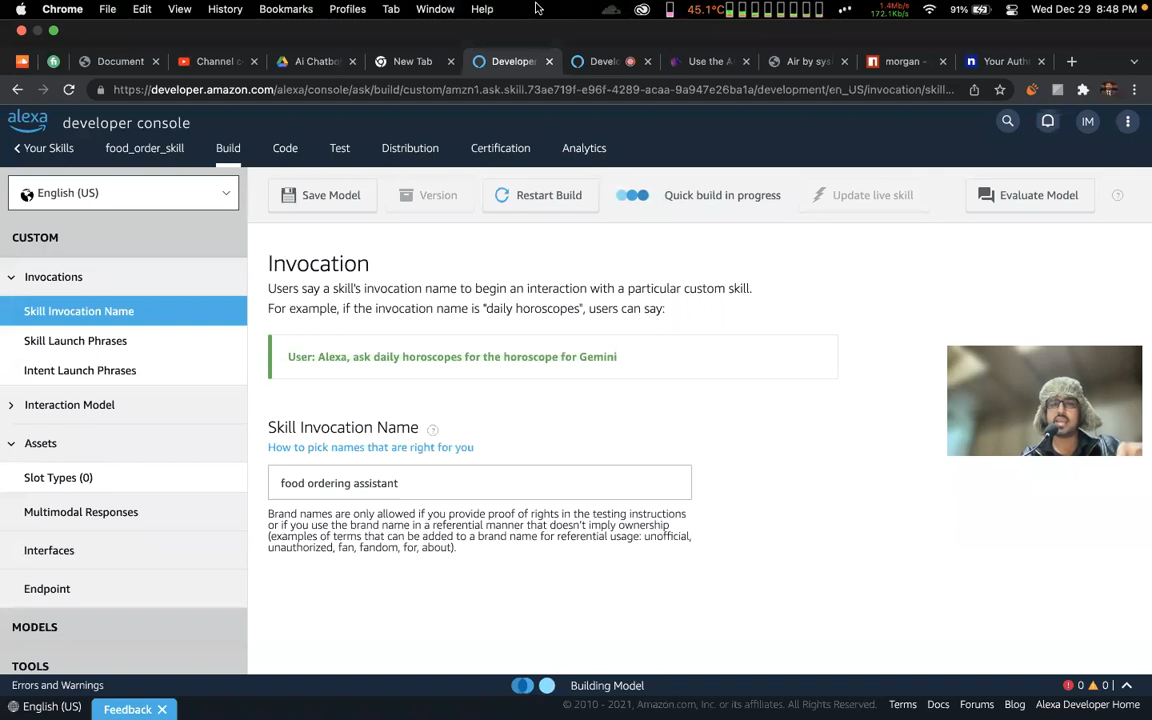 Chrome File Edit View History Bookmarks Profiles Tab Window Help 45.1°C 1.4Mb/s 172.1Kb/s 91% Wed Dec 29 8:48 PM
Document Channel c Ai Chatbo New Tab Developer Develo Use the A Air by sys morgan - Your Auth
https://developer.amazon.com/alexa/console/ask/build/custom/amzn1.ask.skill.73ae719f-e96f-4289-acaa-9a947e26ba1a/development/en_US/invocation/skill...
alexa developer console IM
Your Skills food_order_skill Build Code Test Distribution Certification Analytics
English (US) Save Model Version Restart Build Quick build in progress Update live skill Evaluate Model
CUSTOM
Invocations
Skill Invocation Name
Skill Launch Phrases
Intent Launch Phrases
Interaction Model
Assets
Slot Types (0)
Multimodal Responses
Interfaces
Endpoint
MODELS
TOOLS
Invocation
Users say a skill's invocation name to begin an interaction with a particular custom skill.
For example, if the invocation name is "daily horoscopes", users can say:
User: Alexa, ask daily horoscopes for the horoscope for Gemini
Skill Invocation Name
How to pick names that are right for you
food ordering assistant
Brand names are only allowed if you provide proof of rights in the testing instructions
or if you use the brand name in a referential manner that doesn't imply ownership
(examples of terms that can be added to a brand name for referential usage: unofficial,
unauthorized, fan, fandom, for, about).
Errors and Warnings Building Model 0 0
English (US) Feedback © 2010 - 2021, Amazon.com, Inc. or its affiliates. All Rights Reserved. Terms Docs Forums Blog Alexa Developer Home